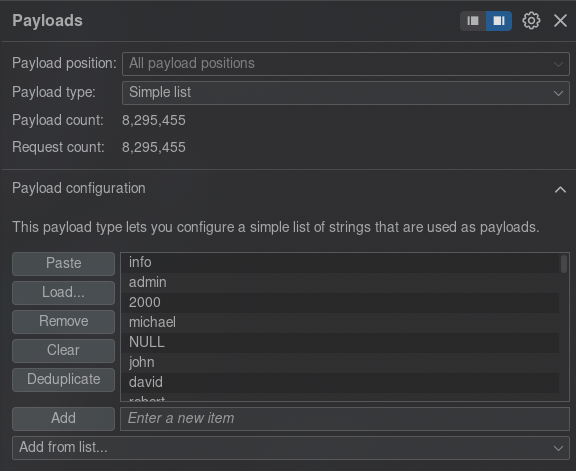 Payloads
Payload position: All payload positions
Payload type: Simple list
Payload count: 8,295,455
Request count: 8,295,455
Payload configuration
This payload type lets you configure a simple list of strings that are used as payloads.
Paste
Load...
Remove
Clear
Deduplicate
info
admin
2000
michael
NULL
john
david
robert
Add
Enter a new item
Add from list...